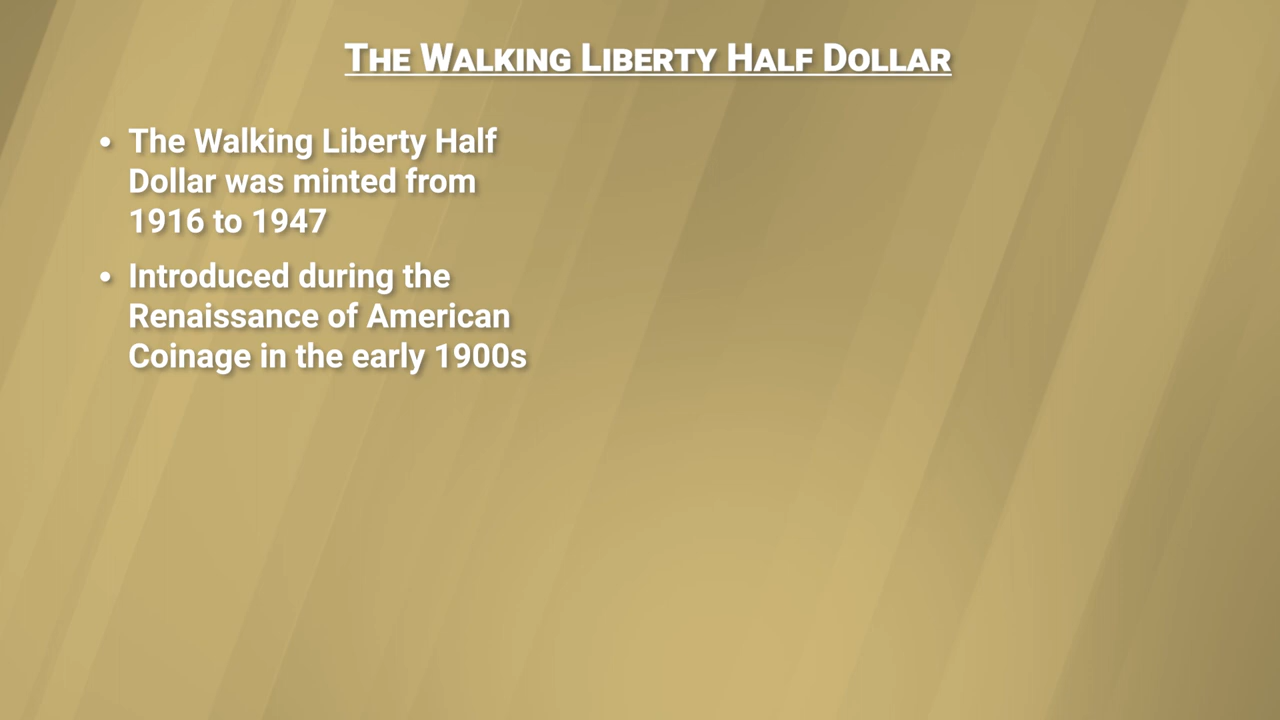 The Walking Liberty Half Dollar
• The Walking Liberty Half
Dollar was minted from
1916 to 1947
• Introduced during the
Renaissance of American
Coinage in the early 1900s